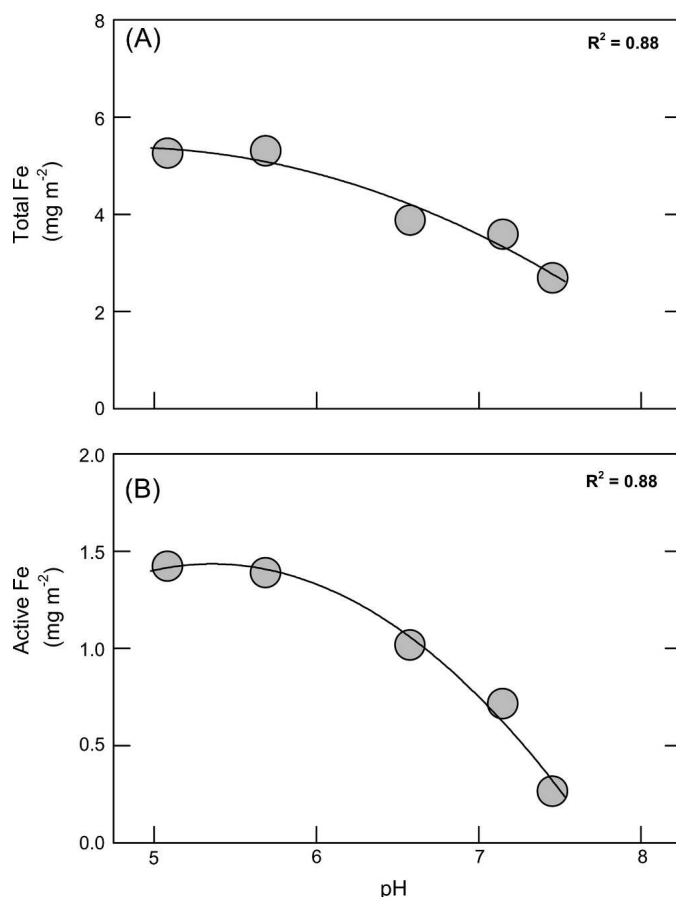 8
(A)
R² = 0.88
6
Total Fe
(mg m⁻²)
4
2
0
2.0
(B)
R² = 0.88
1.5
Active Fe
(mg m⁻²)
1.0
0.5
0.0
5 6 7 8
pH